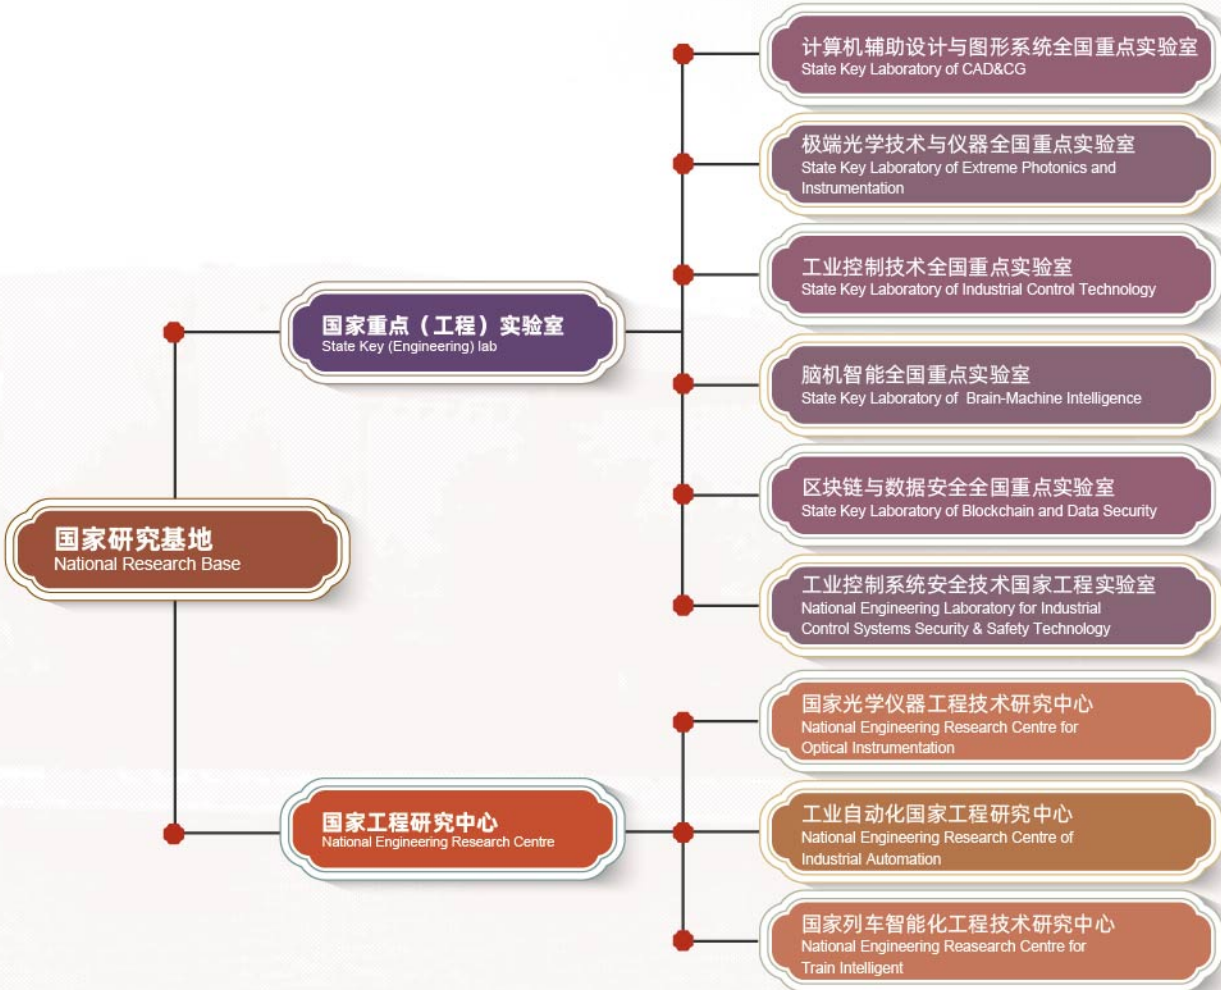 国家研究基地
National Research Base
国家重点（工程）实验室
State Key (Engineering) lab
计算机辅助设计与图形系统全国重点实验室
State Key Laboratory of CAD&CG
极端光学技术与仪器全国重点实验室
State Key Laboratory of Extreme Photonics and
Instrumentation
工业控制技术全国重点实验室
State Key Laboratory of Industrial Control Technology
脑机智能全国重点实验室
State Key Laboratory of Brain-Machine Intelligence
区块链与数据安全全国重点实验室
State Key Laboratory of Blockchain and Data Security
工业控制系统安全技术国家工程实验室
National Engineering Laboratory for Industrial
Control Systems Security & Safety Technology
国家工程研究中心
National Engineering Research Centre
国家光学仪器工程技术研究中心
National Engineering Research Centre for
Optical Instrumentation
工业自动化国家工程研究中心
National Engineering Research Centre of
Industrial Automation
国家列车智能化工程技术研究中心
National Engineering Reasearch Centre for
Train Intelligent